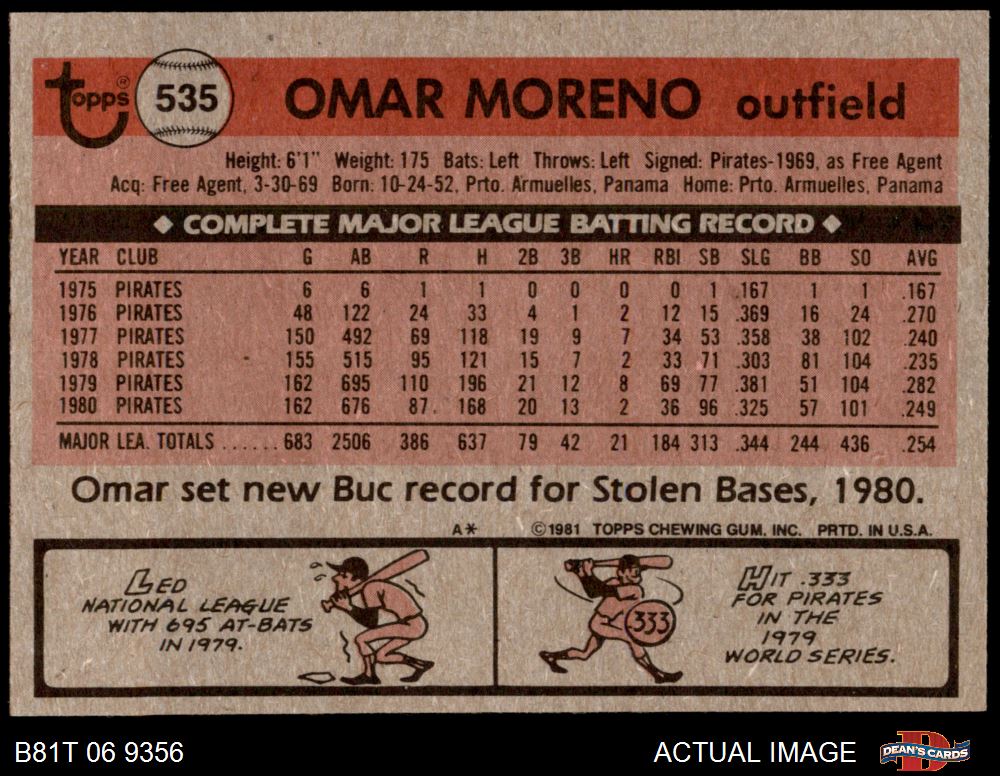 Topps® 535 OMAR MORENO outfield
Height: 6'1" Weight: 175 Bats: Left Throws: Left Signed: Pirates-1969, as Free Agent
Acq: Free Agent, 3-30-69 Born: 10-24-52, Prto. Armuelles, Panama Home: Prto. Armuelles, Panama
◆ COMPLETE MAJOR LEAGUE BATTING RECORD ◆
YEAR CLUB G AB R H 2B 3B HR RBI SB SLG BB SO AVG
1975 PIRATES 6 6 1 1 0 0 0 0 1 .167 1 1 .167
1976 PIRATES 48 122 24 33 4 1 2 12 15 .369 16 24 .270
1977 PIRATES 150 492 69 118 19 9 7 34 53 .358 38 102 .240
1978 PIRATES 155 515 95 121 15 7 2 33 71 .303 81 104 .235
1979 PIRATES 162 695 110 196 21 12 8 69 77 .381 51 104 .282
1980 PIRATES 162 676 87 168 20 13 2 36 96 .325 57 101 .249
MAJOR LEA. TOTALS ...... 683 2506 386 637 79 42 21 184 313 .344 244 436 .254
Omar set new Buc record for Stolen Bases, 1980.
A* ©1981 TOPPS CHEWING GUM, INC. PRTD. IN U.S.A.
LED
NATIONAL LEAGUE
WITH 695 AT-BATS
IN 1979.
333
HIT .333
FOR PIRATES
IN THE
1979
WORLD SERIES.
B81T 06 9356 ACTUAL IMAGE DEAN'S CARDS